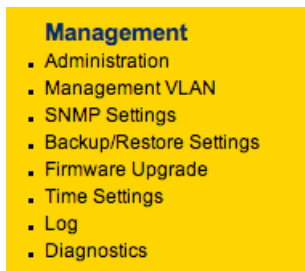 Management
Administration
Management VLAN
SNMP Settings
Backup/Restore Settings
Firmware Upgrade
Time Settings
Log
Diagnostics